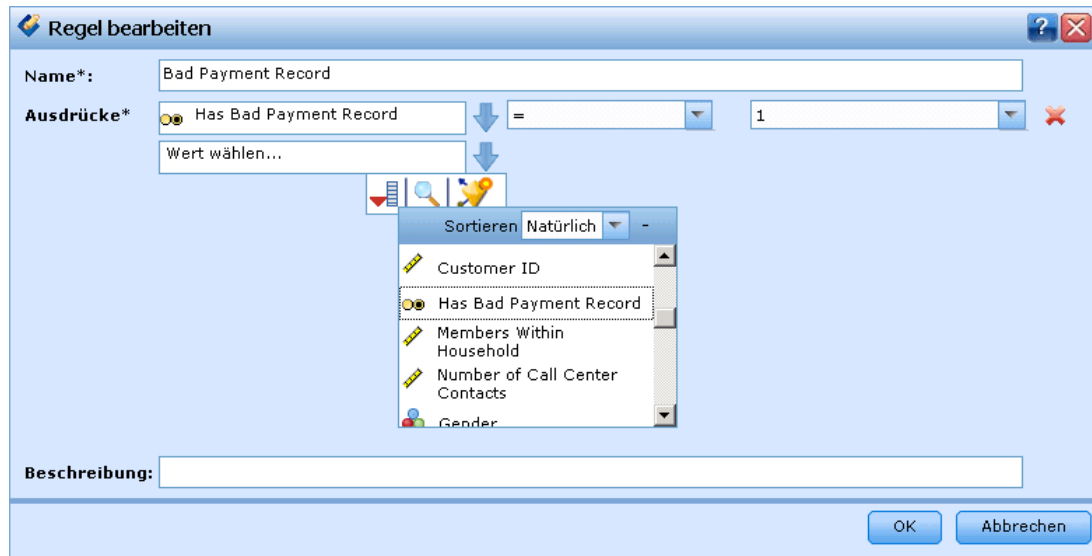 Regel bearbeiten
?
Name*:
Bad Payment Record
Ausdrücke*
Has Bad Payment Record
=
1
Wert wählen...
Sortieren Natürlich -
Customer ID
Has Bad Payment Record
Members Within
Household
Number of Call Center
Contacts
Gender
Beschreibung:
OK
Abbrechen